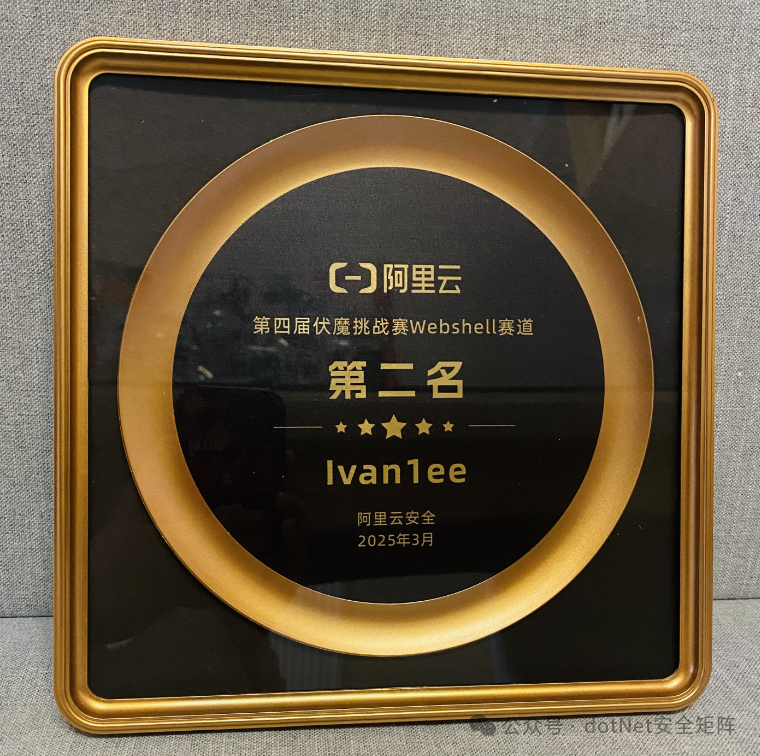 阿里云
第四届伏魔挑战赛Webshell赛道
第二名
Ivan1ee
阿里云安全
2025年3月
公众号 · dotNet安全矩阵